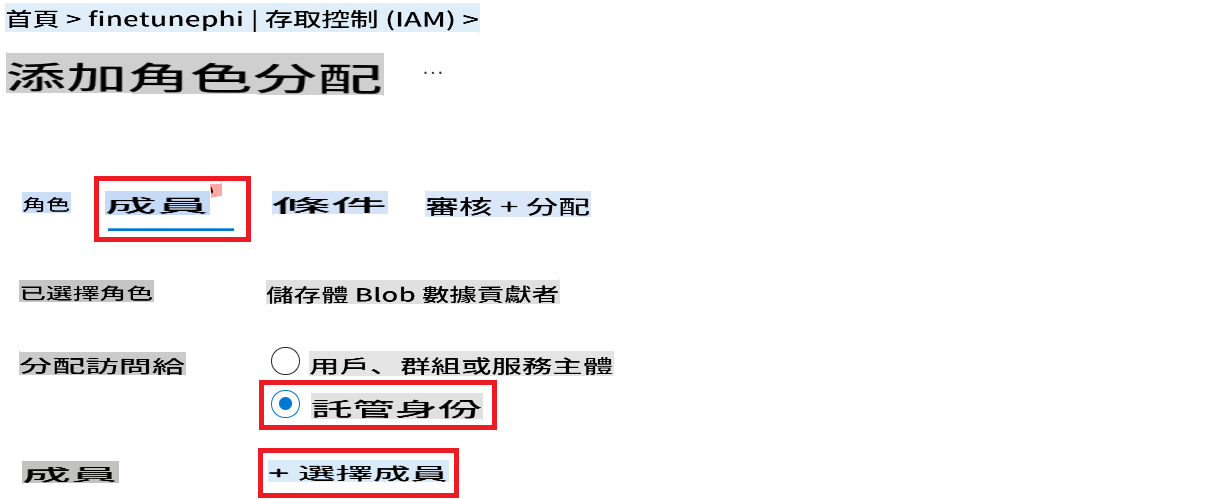 首頁 > finetunephi | 存取控制 (IAM) >
添加角色分配 ...
角色 成員 條件 審核 + 分配
已選擇角色 儲存體 Blob 數據貢獻者
分配訪問給 用戶、群組或服務主體
託管身份
成員 + 選擇成員